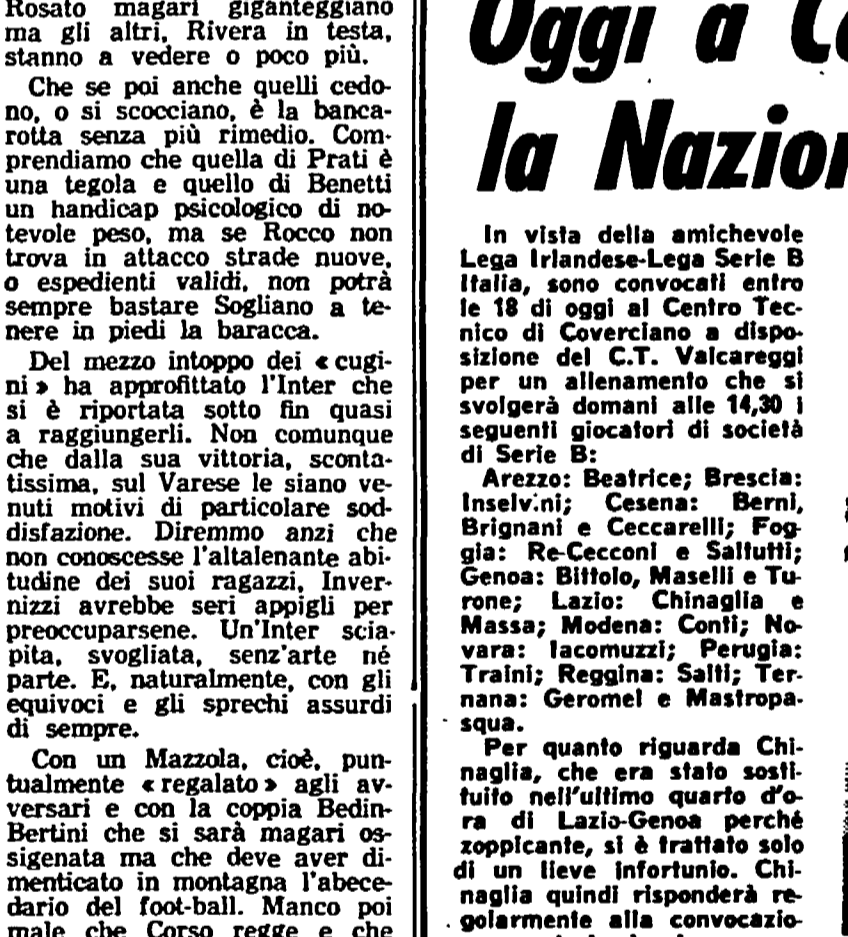 Rosato magari giganteggiano
ma gli altri, Rivera in testa,
stanno a vedere o poco più.
Che se poi anche quelli cedo-
no, o si scocciano, è la banca-
rotta senza più rimedio. Com-
prendiamo che quella di Prati è
una tegola e quello di Benetti
un handicap psicologico di no-
tevole peso, ma se Rocco non
trova in attacco strade nuove,
o espedienti validi, non potrà
sempre bastare Sogliano a te-
nere in piedi la baracca.
Del mezzo intoppo dei « cugi-
ni » ha approfittato l'Inter che
si è riportata sotto fin quasi
a raggiungerli. Non comunque
che dalla sua vittoria, sconta-
tissima, sul Varese le siano ve-
nuti motivi di particolare sod-
disfazione. Diremmo anzi che
non conoscesse l'altalenante abi-
tudine dei suoi ragazzi, Inver-
nizzi avrebbe seri appigli per
preoccuparsene. Un'Inter scia-
pita, svogliata, senz'arte né
parte. E, naturalmente, con gli
equivoci e gli sprechi assurdi
di sempre.
Con un Mazzola, cioè, pun-
tualmente « regalato » agli av-
versari e con la coppia Bedin-
Bertini che si sarà magari os-
sigenata ma che deve aver di-
menticato in montagna l'abece-
dario del foot-ball. Manco poi
male che Corso regge e che
Oggi a
la Nazion
In vista della amichevole
Lega Irlandese-Lega Serie B
Italia, sono convocati entro
le 18 di oggi al Centro Tec-
nico di Coverciano a dispo-
sizione del C.T. Valcareggi
per un allenamento che si
svolgerà domani alle 14,30 i
seguenti giocatori di società
di Serie B:
Arezzo: Beatrice; Brescia:
Inselv.ni; Cesena: Berni,
Brignani e Ceccarelli; Fog-
gia: Re-Cecconi e Saltutti;
Genoa: Bittolo, Maselli e Tu-
rone; Lazio: Chinaglia e
Massa; Modena: Conti; No-
vara: Iacomuzzi; Perugia:
Traini; Reggina: Salti; Ter-
nana: Geromel e Mastropa-
squa.
Per quanto riguarda Chi-
naglia, che era stato sosti-
tuito nell'ultimo quarto d'o-
ra di Lazio-Genoa perché
zoppicante, si è trattato solo
di un lieve infortunio. Chi-
naglia quindi risponderà re-
golarmente alla convocazio-